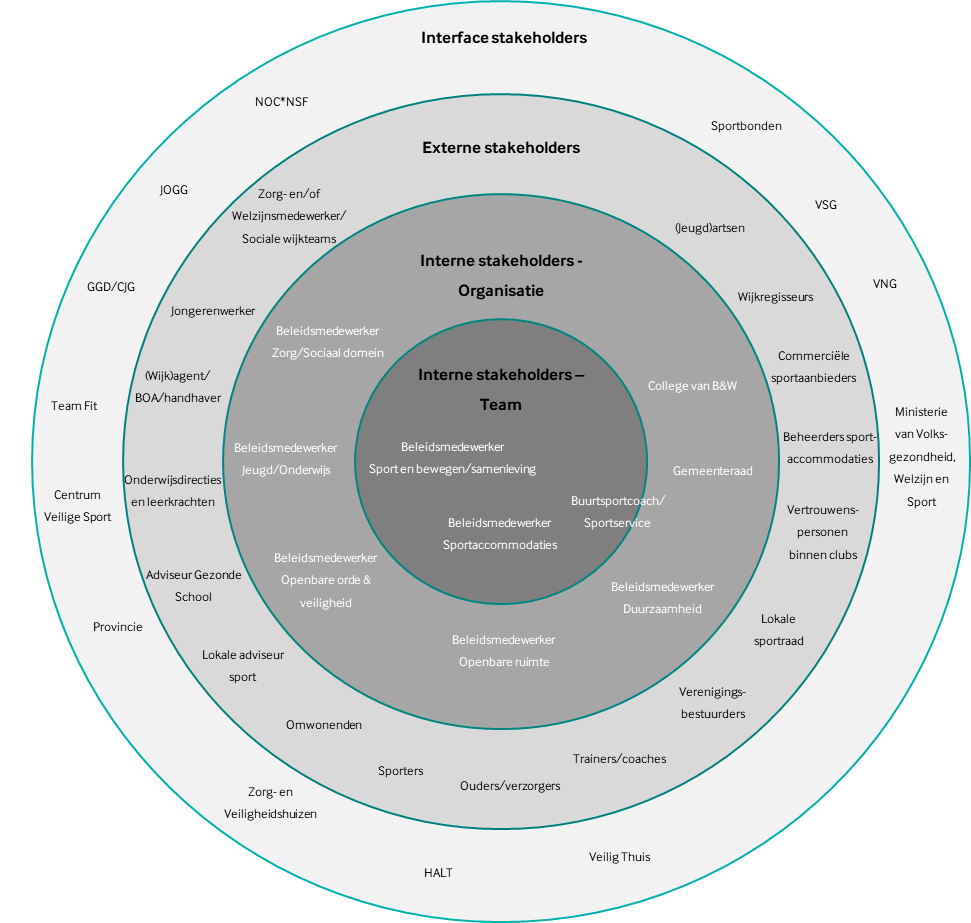 Interface stakeholders
NOC*NSF
Sportbonden
JOGG
VSG
GGD/CJG
VNG
Team Fit
Ministerie
van Volks-
gezondheid,
Welzijn en
Sport
Centrum
Veilige Sport
Provincie
Zorg- en
Veiligheidshuizen
HALT
Veilig Thuis
Externe stakeholders
Zorg- en/of
Welzijnsmedewerker/
Sociale wijkteams
(Jeugd)artsen
Jongerenwerker
Wijkregisseurs
(Wijk)agent/
BOA/handhaver
Commerciële
sportaanbieders
Onderwijsdirecties
en leerkrachten
Beheerders sport-
accommodaties
Vertrouwens-
personen
binnen clubs
Adviseur Gezonde
School
Lokale
sportraad
Lokale adviseur
sport
Verenigings-
bestuurders
Omwonenden
Trainers/coaches
Sporters
Ouders/verzorgers
Interne stakeholders -
Organisatie
Beleidsmedewerker
Zorg/Sociaal domein
College van B&W
Beleidsmedewerker
Jeugd/Onderwijs
Gemeenteraad
Beleidsmedewerker
Openbare orde &
veiligheid
Beleidsmedewerker
Duurzaamheid
Beleidsmedewerker
Openbare ruimte
Interne stakeholders –
Team
Beleidsmedewerker
Sport en bewegen/samenleving
Buurtsportcoach/
Sportservice
Beleidsmedewerker
Sportaccommodaties